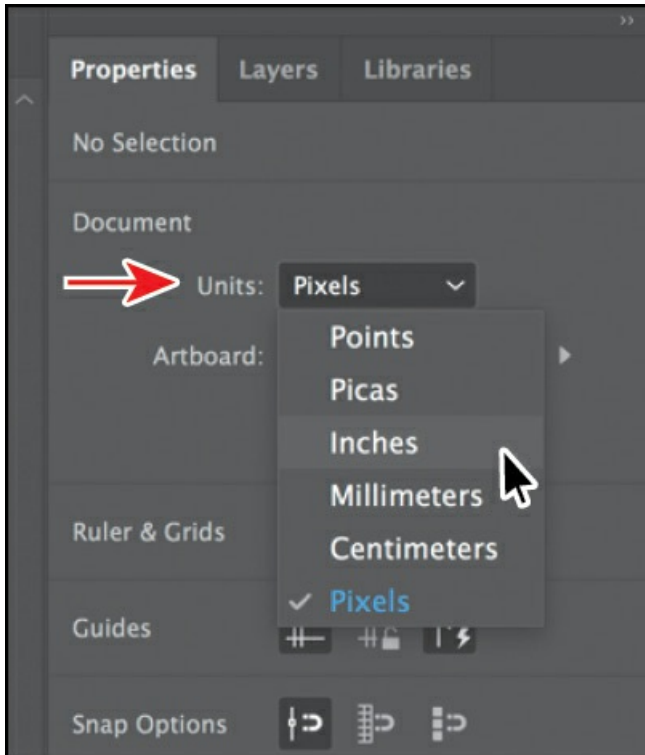 Properties Layers Libraries
No Selection
Document
Units: Pixels
Points
Artboard:
Picas
Inches
Millimeters
Ruler & Grids
Centimeters
Pixels
Guides
Snap Options